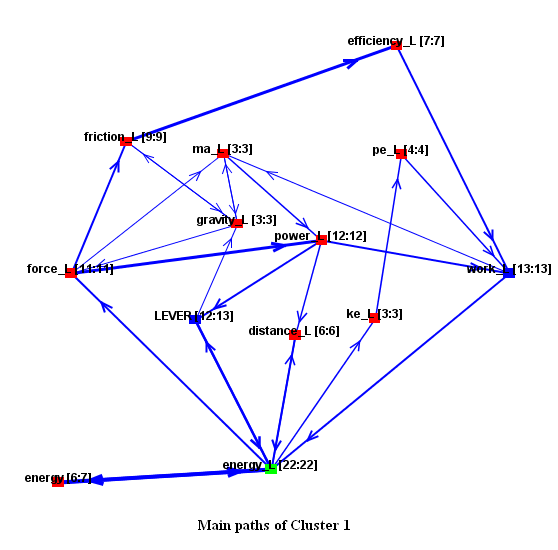 efficiency_L [7:7]
friction_L [9:9]
ma_L [3:3]
pe_L [4:4]
gravity_L [3:3]
power_L [12:12]
force_L [11:11]
work_L [13:13]
LEVER [12:13]
distance_L [6:6]
ke_L [3:3]
energy_L [22:22]
energy [6:7]
Main paths of Cluster 1